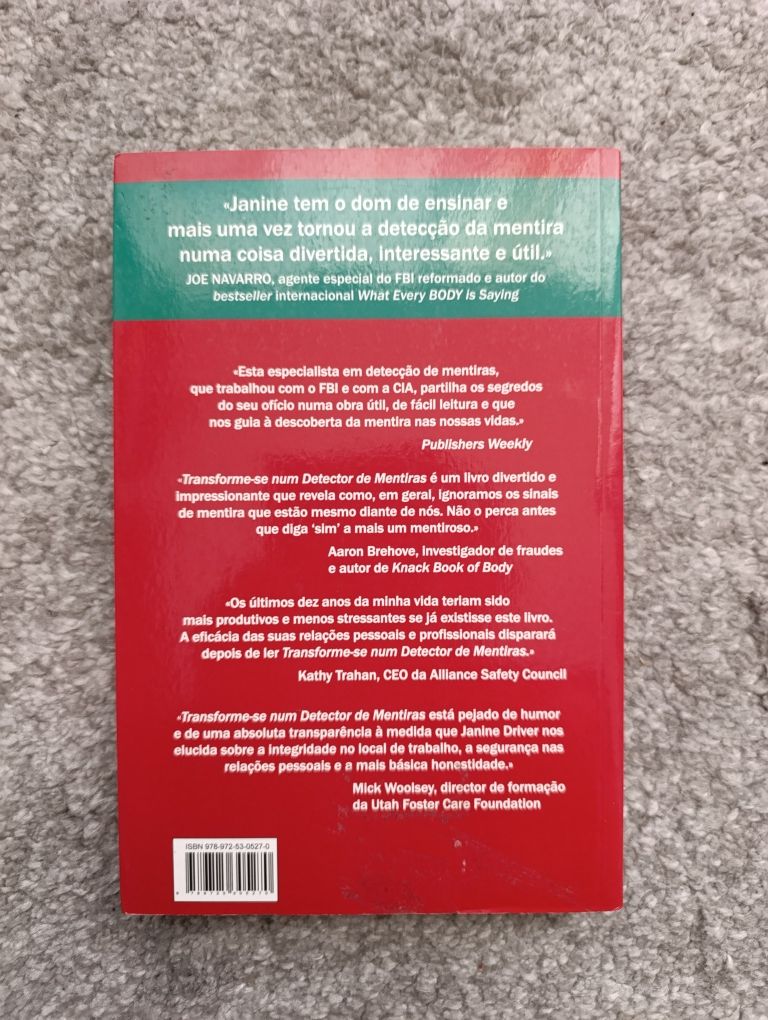 «Janine tem o dom de ensinar e
mais uma vez tornou a detecção da mentira
numa coisa divertida, interessante e útil.»
JOE NAVARRO, agente especial do FBI reformado e autor do
bestseller internacional What Every BODY is Saying
«Esta especialista em detecção de mentiras,
que trabalhou com o FBI e com a CIA, partilha os segredos
do seu ofício numa obra útil, de fácil leitura e que
nos guia à descoberta da mentira nas nossas vidas.»
Publishers Weekly
«Transforme-se num Detector de Mentiras é um livro divertido e
impressionante que revela como, em geral, ignoramos os sinais
de mentira que estão mesmo diante de nós. Não o perca antes
que diga ‘sim’ a mais um mentiroso.»
Aaron Brehove, investigador de fraudes
e autor de Knack Book of Body
«Os últimos dez anos da minha vida teriam sido
mais produtivos e menos stressantes se já existisse este livro.
A eficácia das suas relações pessoais e profissionais disparará
depois de ler Transforme-se num Detector de Mentiras.»
Kathy Trahan, CEO da Alliance Safety Council
«Transforme-se num Detector de Mentiras está pejado de humor
e de uma absoluta transparência à medida que Janine Driver nos
elucida sobre a integridade no local de trabalho, a segurança nas
relações pessoais e a mais básica honestidade.»
Mick Woolsey, director de formação
da Utah Foster Care Foundation
ISBN 978-972-53-0527-0